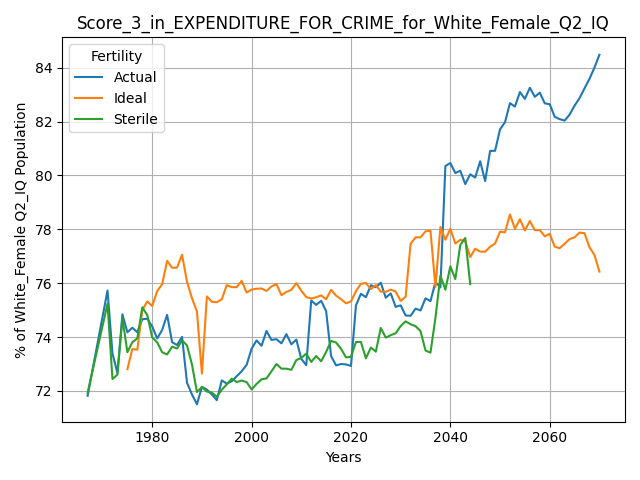 Score_3_in_EXPENDITURE_FOR_CRIME_for_White_Female_Q2_IQ
Fertility
Actual
Ideal
Sterile
% of White_Female Q2_IQ Population
84
82
80
78
76
74
72
1980
2000
2020
2040
2060
Years